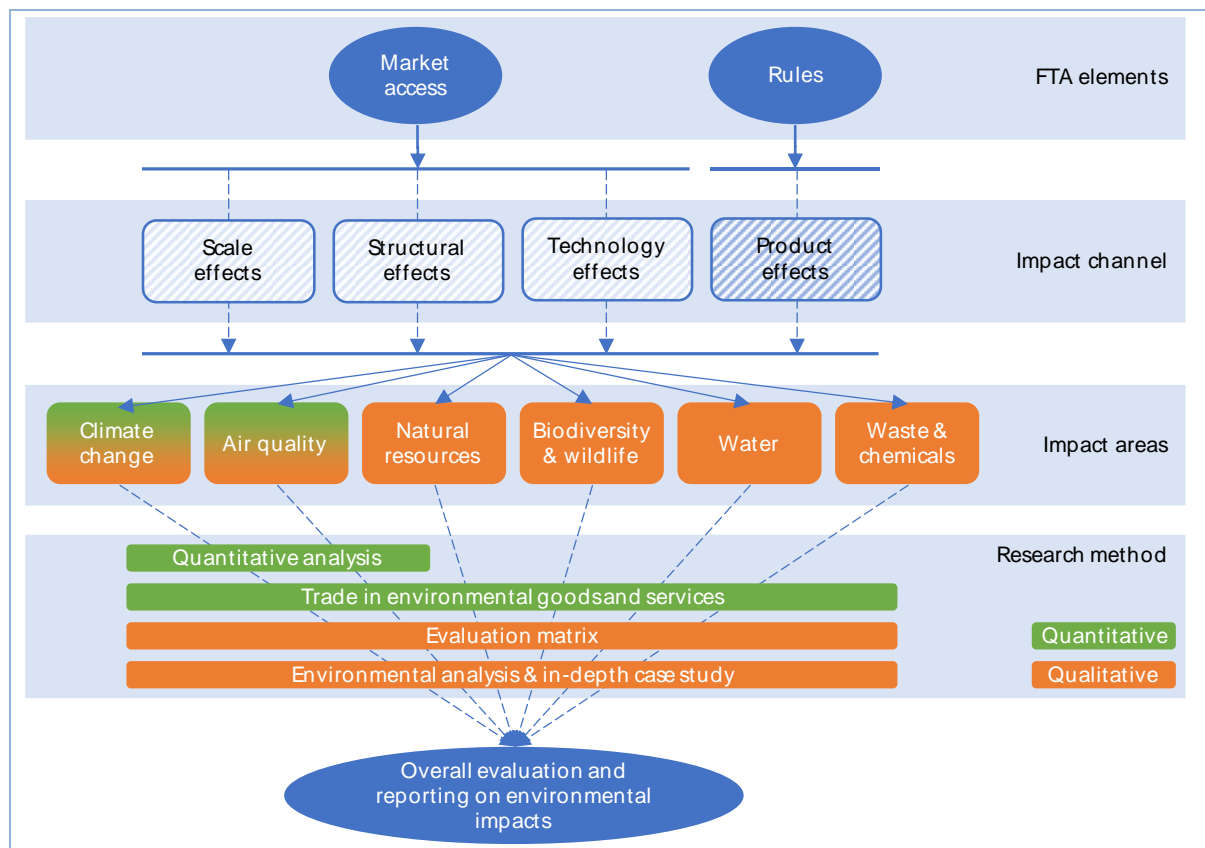 Market
access
Rules
FTA elements
Scale
effects
Structural
effects
Technology
effects
Product
effects
Impact channel
Climate
change
Air quality
Natural
resources
Biodiversity
& wildlife
Water
Waste &
chemicals
Impact areas
Quantitative analysis
Research method
Trade in environmental goods and services
Evaluation matrix
Quantitative
Environmental analysis & in-depth case study
Qualitative
Overall evaluation and
reporting on environmental
impacts